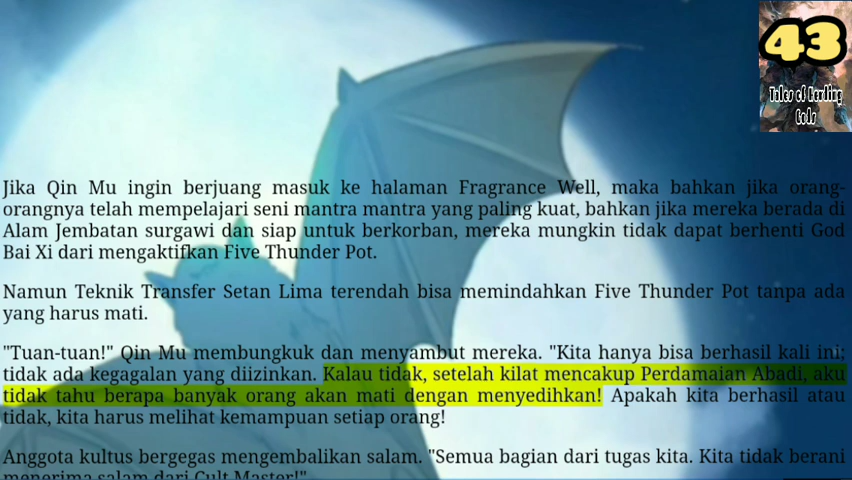 43
Tales of Herding
Gods
Jika Qin Mu ingin berjuang masuk ke halaman Fragrance Well, maka bahkan jika orang-
orangnya telah mempelajari seni mantra mantra yang paling kuat, bahkan jika mereka berada di
Alam Jembatan surgawi dan siap untuk berkorban, mereka mungkin tidak dapat berhenti God
Bai Xi dari mengaktifkan Five Thunder Pot.
Namun Teknik Transfer Setan Lima terendah bisa memindahkan Five Thunder Pot tanpa ada
yang harus mati.
"Tuan-tuan!" Qin Mu membungkuk dan menyambut mereka. "Kita hanya bisa berhasil kali ini;
tidak ada kegagalan yang diizinkan. Kalau tidak, setelah kilat mencakup Perdamaian Abadi, aku
tidak tahu berapa banyak orang akan mati dengan menyedihkan! Apakah kita berhasil atau
tidak, kita harus melihat kemampuan setiap orang!
Anggota kultus bergegas mengembalikan salam. "Semua bagian dari tugas kita. Kita tidak berani
menerima salam dari Cult Master!"